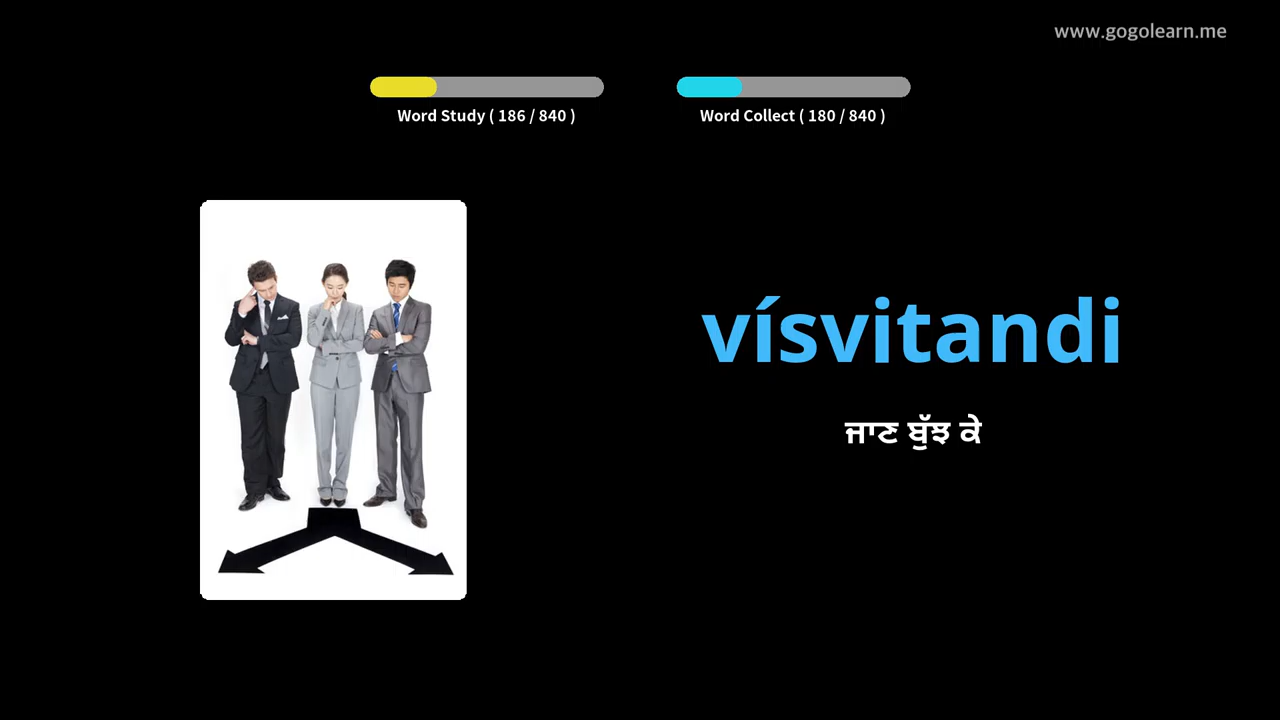 www.gogolearn.me
Word Study ( 186 / 840 )
Word Collect ( 180 / 840 )
vísvitandi
ਜਾਣ ਬੁੱਝ ਕੇ